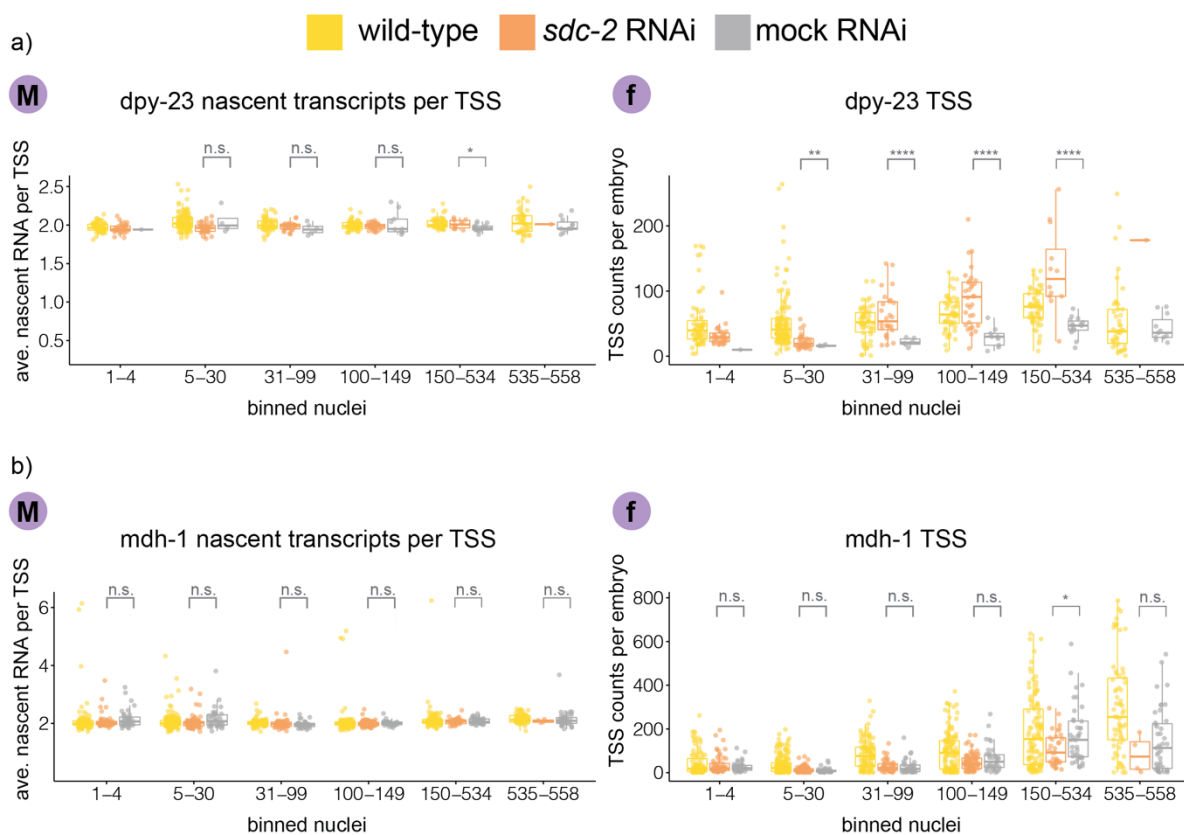 wild-type sdc-2 RNAi mock RNAi
a)
M
dpy-23 nascent transcripts per TSS
ave. nascent RNA per TSS
n.s. n.s. n.s. *
2.5
2.0
1.5
1.0
0.5
1–4 5–30 31–99 100–149 150–534 535–558
binned nuclei
f
dpy-23 TSS
TSS counts per embryo
** **** **** ****
200
100
0
1–4 5–30 31–99 100–149 150–534 535–558
binned nuclei
b)
M
mdh-1 nascent transcripts per TSS
ave. nascent RNA per TSS
n.s. n.s. n.s. n.s. n.s. n.s.
6
4
2
1–4 5–30 31–99 100–149 150–534 535–558
binned nuclei
f
mdh-1 TSS
TSS counts per embryo
n.s. n.s. n.s. n.s. * n.s.
800
600
400
200
0
1–4 5–30 31–99 100–149 150–534 535–558
binned nuclei